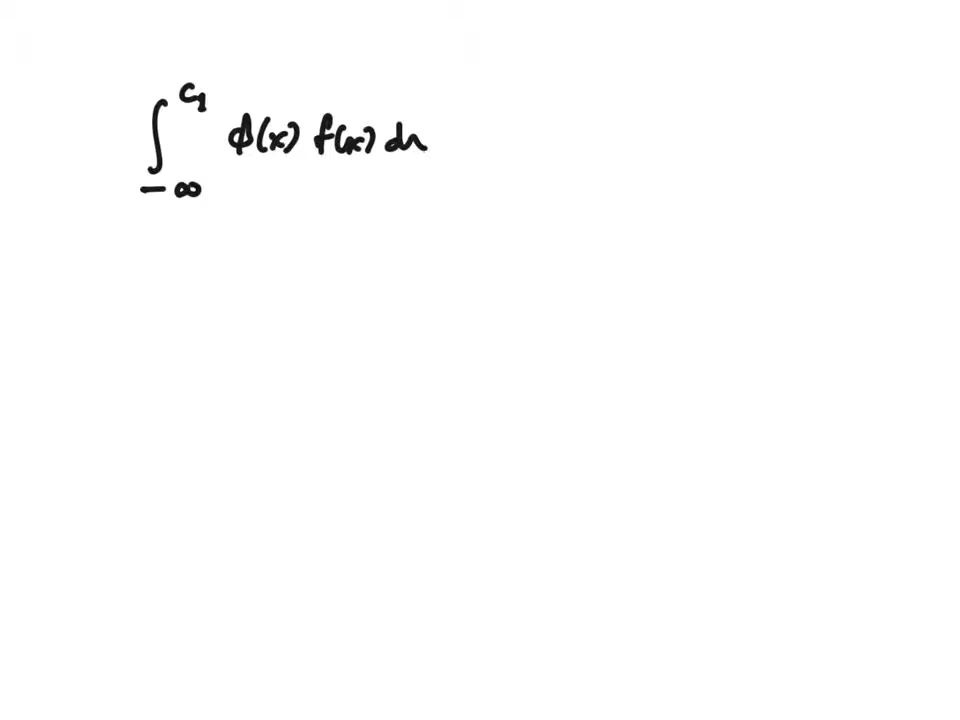 ∫_{-∞}^{c_1} ϕ(x) f(x) dx